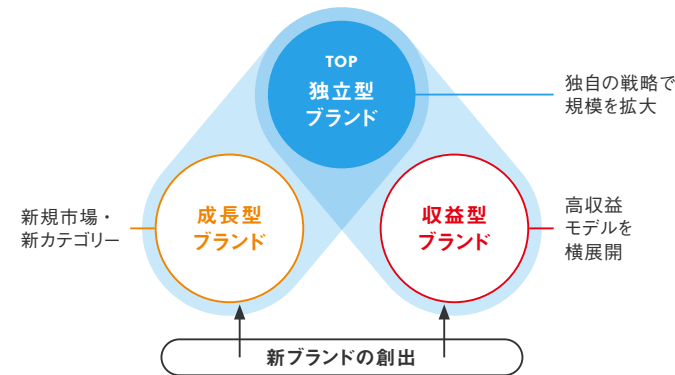 TOP
独立型
ブランド
独自の戦略で
規模を拡大
成長型
ブランド
新規市場・
新カテゴリー
収益型
ブランド
高収益
モデルを
横展開
新ブランドの創出